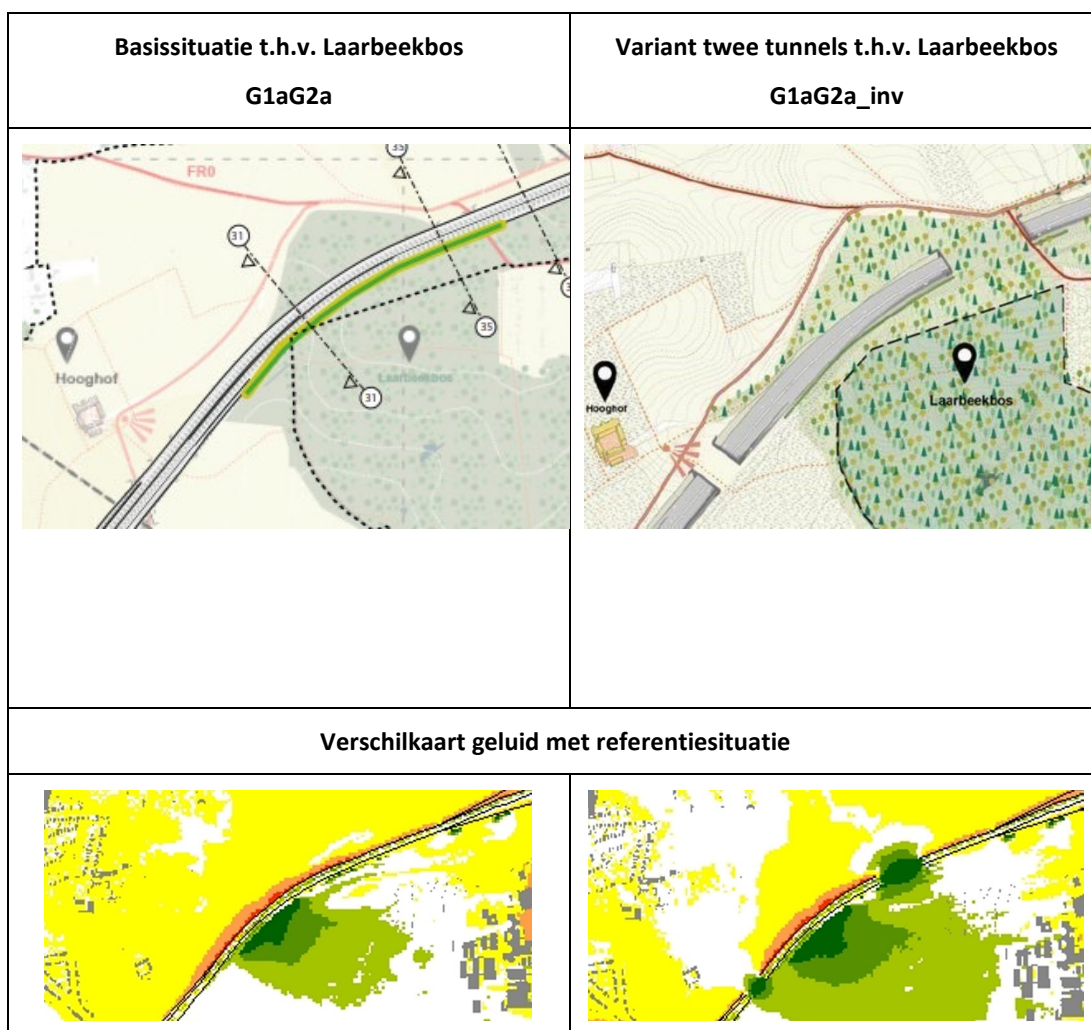 Basissituatie t.h.v. Laarbeekbos
G1aG2a
Variant twee tunnels t.h.v. Laarbeekbos
G1aG2a_inv
FR0
35
31
Hooghof
Laarbeekbos
35
31
Hooghof
Laarbeekbos
Verschilkaart geluid met referentiesituatie